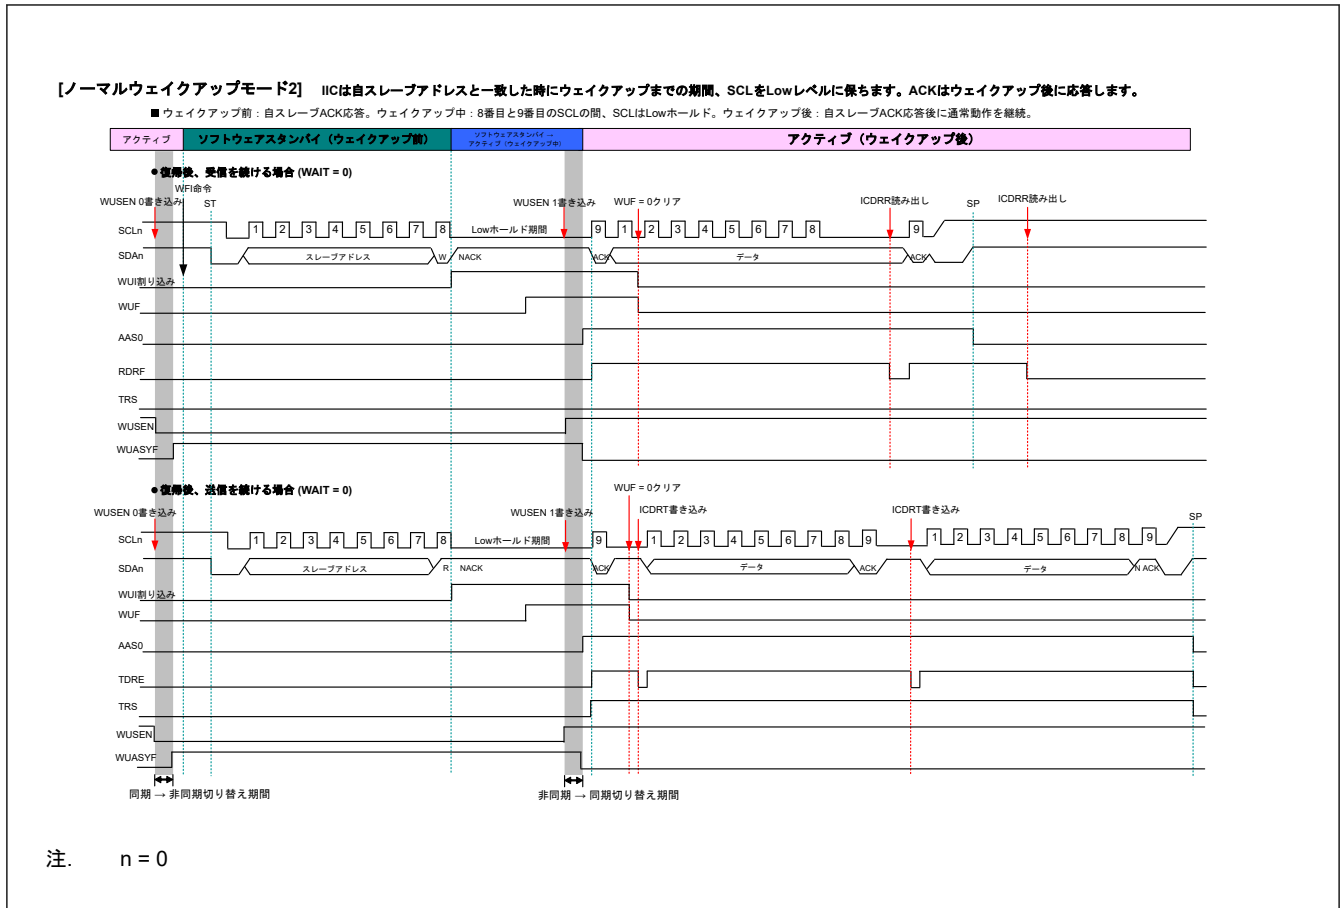 [ノーマルウェイクアップモード2] IICは自スレーブアドレスと一致した時にウェイクアップまでの期間、SCLをLowレベルに保ちます。ACKはウェイクアップ後に応答します。
■ ウェイクアップ前：自スレーブACK応答。ウェイクアップ中：8番目と9番目のSCLの間、SCLはLowホールド。ウェイクアップ後：自スレーブACK応答後に通常動作を継続。
アクティブ ソフトウェアスタンバイ（ウェイクアップ前） ソフトウェアスタンバイ → アクティブ（ウェイクアップ中） アクティブ（ウェイクアップ後）
● 復帰後、受信を続ける場合 (WAIT = 0)
WFI命令
WUSEN 0書き込み ST WUSEN 1書き込み WUF = 0クリア ICDRR読み出し SP ICDRR読み出し
SCLn 1 2 3 4 5 6 7 8 Lowホールド期間 9 1 2 3 4 5 6 7 8 9
SDAn スレーブアドレス W NACK ACK データ ACK
WUI割り込み
WUF
AAS0
RDRF
TRS
WUSEN
WUASYF
● 復帰後、送信を続ける場合 (WAIT = 0)
WUSEN 0書き込み WUSEN 1書き込み WUF = 0クリア ICDRT書き込み ICDRT書き込み SP
SCLn 1 2 3 4 5 6 7 8 Lowホールド期間 9 1 2 3 4 5 6 7 8 9 1 2 3 4 5 6 7 8 9
SDAn スレーブアドレス R NACK ACK データ ACK データ N ACK
WUI割り込み
WUF
AAS0
TDRE
TRS
WUSEN
WUASYF
同期 → 非同期切り替え期間 非同期 → 同期切り替え期間
注. n = 0